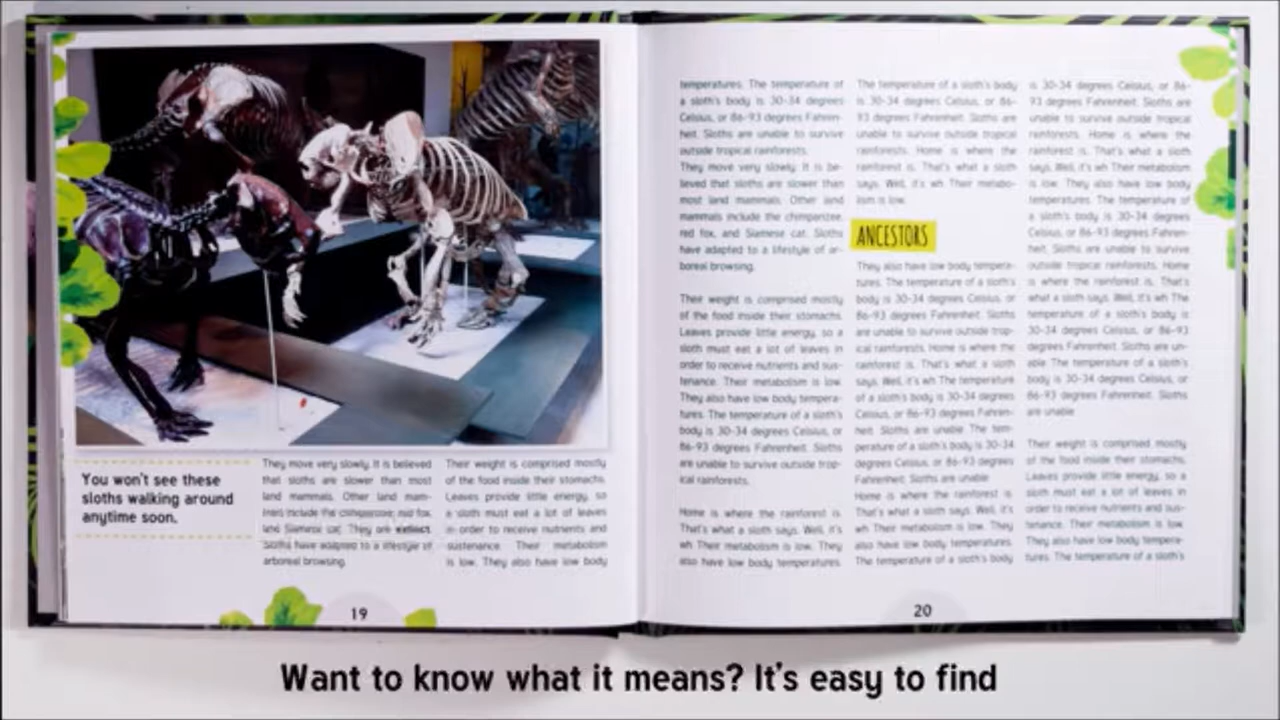 You won't see these
sloths walking around
anytime soon.
They move very slowly. It is believed
that sloths are slower than most
land mammals. Other land mam-
mals include the chimpanzee, red fox,
and Siamese cat. They are extinct.
Sloths have adapted to a lifestyle of
arboreal browsing.
Their weight is comprised mostly
of the food inside their stomachs.
Leaves provide little energy, so
a sloth must eat a lot of leaves
in order to receive nutrients and
sustenance. Their metabolism
is low. They also have low body
19
temperatures. The temperature of
a sloth's body is 30-34 degrees
Celsius, or 86-93 degrees Fahren-
heit. Sloths are unable to survive
outside tropical rainforests.
They move very slowly. It is be-
lieved that sloths are slower than
most land mammals. Other land
mammals include the chimpanzee,
red fox, and Siamese cat. Sloths
have adapted to a lifestyle of ar-
boreal browsing.
Their weight is comprised mostly
of the food inside their stomachs.
Leaves provide little energy, so a
sloth must eat a lot of leaves in
order to receive nutrients and sus-
tenance. Their metabolism is low.
They also have low body tempera-
tures. The temperature of a sloth's
body is 30-34 degrees Celsius, or
86-93 degrees Fahrenheit. Sloths
are unable to survive outside trop-
ical rainforests.
Home is where the rainforest is.
That's what a sloth says. Well, it's
wh Their metabolism is low. They
also have low body temperatures.
The temperature of a sloth's body
is 30-34 degrees Celsius, or 86-
93 degrees Fahrenheit. Sloths are
unable to survive outside tropical
rainforests. Home is where the
rainforest is. That's what a sloth
says. Well, it's wh Their metabo-
lism is low.
ANCESTORS
They also have low body tempera-
tures. The temperature of a sloth's
body is 30-34 degrees Celsius, or
86-93 degrees Fahrenheit. Sloths
are unable to survive outside trop-
ical rainforests. Home is where the
rainforest is. That's what a sloth
says. Well, it's wh The temperature
of a sloth's body is 30-34 degrees
Celsius, or 86-93 degrees Fahren-
heit. Sloths are unable The tem-
perature of a sloth's body is 30-34
degrees Celsius, or 86-93 degrees
Fahrenheit. Sloths are unable
Home is where the rainforest is.
That's what a sloth says. Well, it's
wh Their metabolism is low. They
also have low body temperatures.
The temperature of a sloth's body
is 30-34 degrees Celsius, or 86-
93 degrees Fahrenheit. Sloths are
unable to survive outside tropical
rainforests. Home is where the
rainforest is. That's what a sloth
says. Well, it's wh Their metabolism
is low. They also have low body
temperatures. The temperature of
a sloth's body is 30-34 degrees
Celsius, or 86-93 degrees Fahren-
heit. Sloths are unable to survive
outside tropical rainforests. Home
is where the rainforest is. That's
what a sloth says. Well, it's wh The
temperature of a sloth's body is
30-34 degrees Celsius, or 86-93
degrees Fahrenheit. Sloths are un-
able The temperature of a sloth's
body is 30-34 degrees Celsius, or
86-93 degrees Fahrenheit. Sloths
are unable
Their weight is comprised mostly
of the food inside their stomachs.
Leaves provide little energy, so a
sloth must eat a lot of leaves in
order to receive nutrients and sus-
tenance. Their metabolism is low.
They also have low body tempera-
tures. The temperature of a sloth's
20
Want to know what it means? It's easy to find